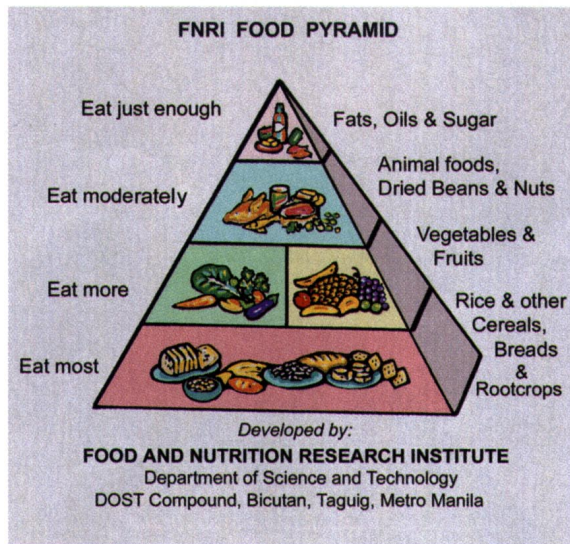 FNRI FOOD PYRAMID
Eat just enough
Fats, Oils & Sugar
Eat moderately
Animal foods,
Dried Beans & Nuts
Eat more
Vegetables &
Fruits
Eat most
Rice & other
Cereals,
Breads
&
Rootcrops
Developed by:
FOOD AND NUTRITION RESEARCH INSTITUTE
Department of Science and Technology
DOST Compound, Bicutan, Taguig, Metro Manila